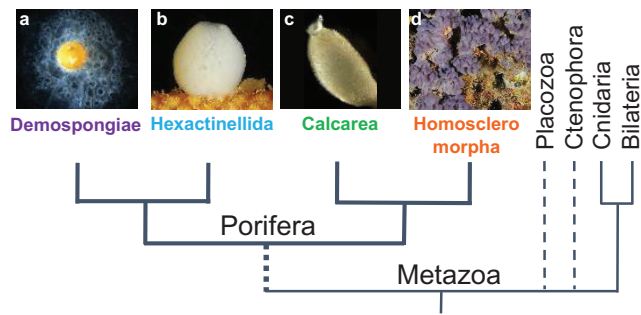 a
b
c
d
Demospongiae
Hexactinellida
Calcarea
Homosclero
morpha
Placozoa
Ctenophora
Cnidaria
Bilateria
Porifera
Metazoa